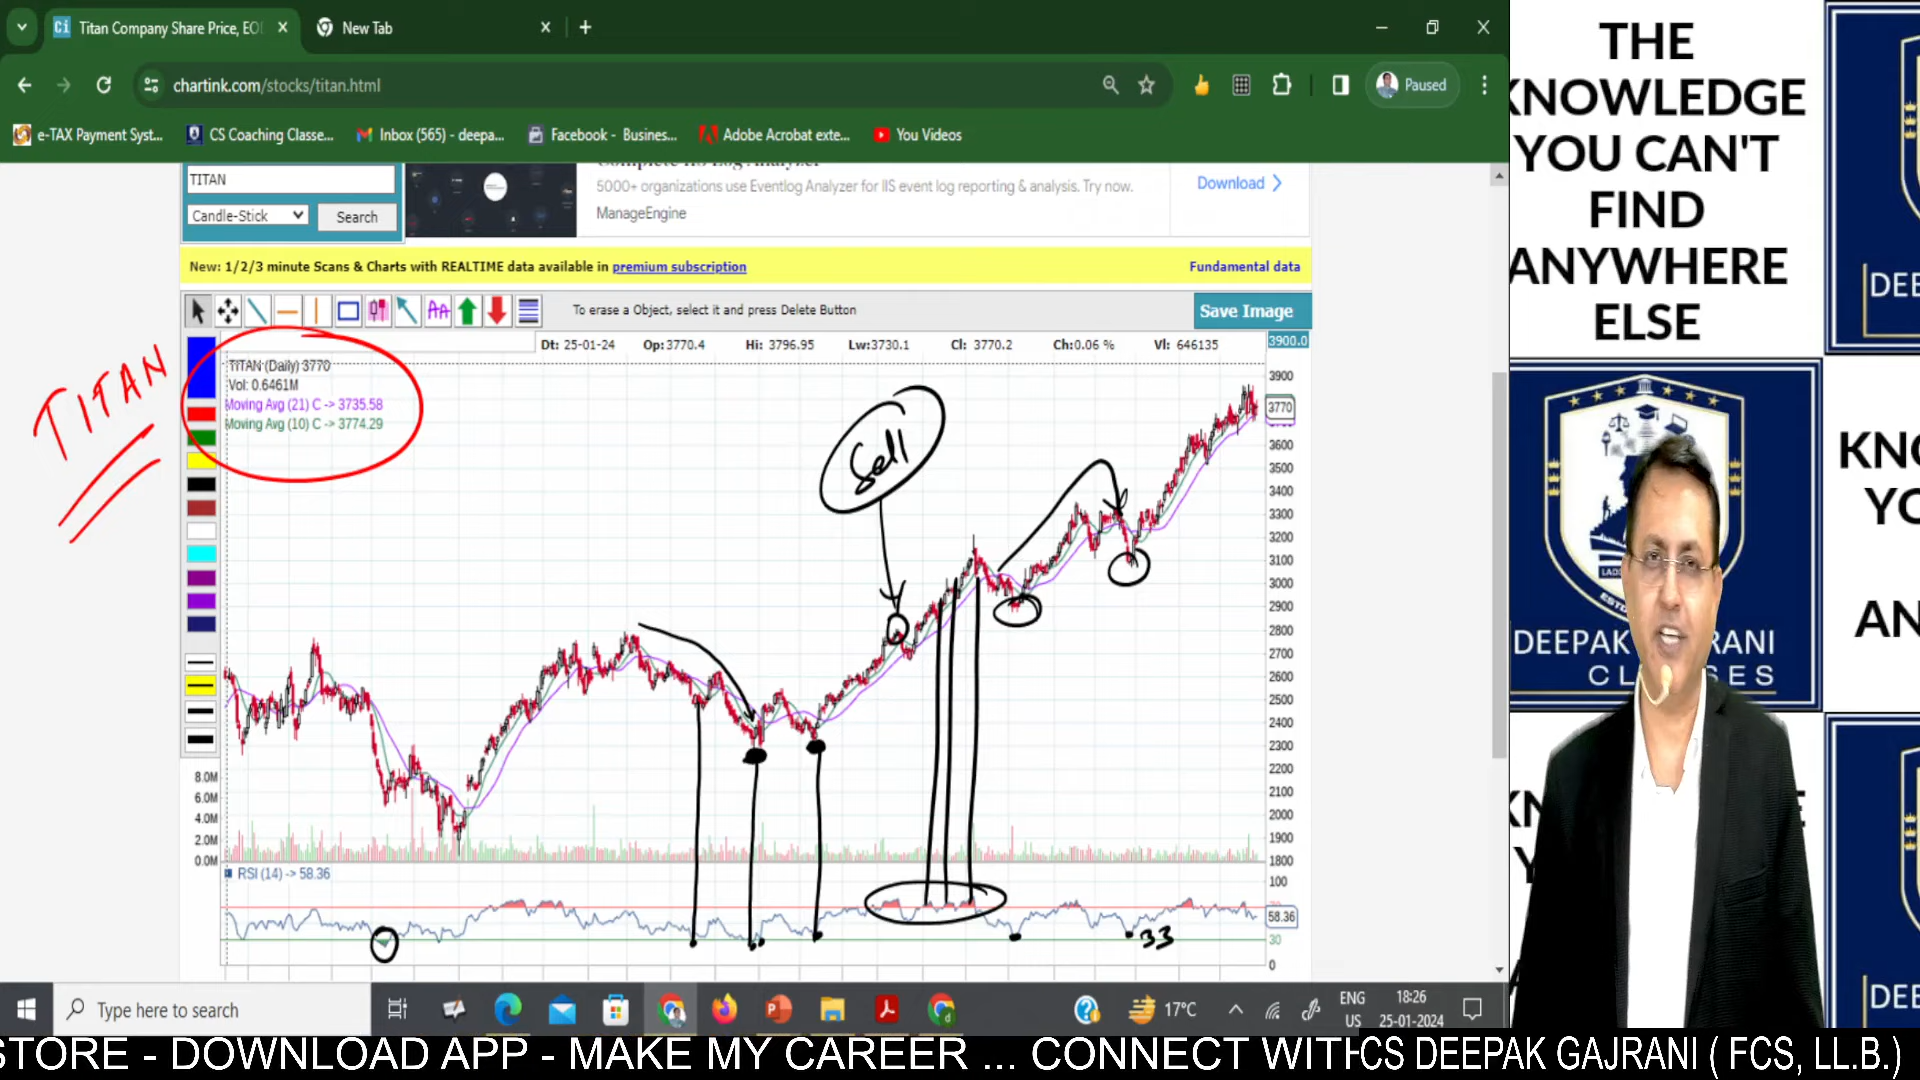 Titan Company Share Price, EO
New Tab
chartink.com/stocks/titan.html
Paused
e-TAX Payment Syst...
CS Coaching Classe...
Inbox (565) - deepa...
Facebook - Busines...
Adobe Acrobat exte...
You Videos
TITAN
Candle-Stick
Search
5000+ organizations use Eventlog Analyzer for IIS event log reporting & analysis. Try now.
ManageEngine
Download
New: 1/2/3 minute Scans & Charts with REALTIME data available in premium subscription
Fundamental data
To erase a Object, select it and press Delete Button
Save Image
Dt: 25-01-24 Op:3770.4 Hi: 3796.95 Lw:3730.1 Cl: 3770.2 Ch:0.06 % Vl: 646135
3900.0
TITAN (Daily) 3770
Vol: 0.6461M
Moving Avg (21) C -> 3735.58
Moving Avg (10) C -> 3774.29
TITAN
Sell
3900
3770
3600
3500
3400
3300
3200
3100
3000
2900
2800
2700
2600
2500
2400
2300
2200
2100
2000
1900
1800
8.0M
6.0M
4.0M
2.0M
0.0M
RSI (14) -> 58.36
100
58.36
30
0
33
Type here to search
17°C
ENG
US
18:26
25-01-2024
THE
KNOWLEDGE
YOU CAN'T
FIND
ANYWHERE
ELSE
DEEPAK GAJRANI
STORE - DOWNLOAD APP - MAKE MY CAREER ... CONNECT WITH
CS DEEPAK GAJRANI ( FCS, LL.B.)